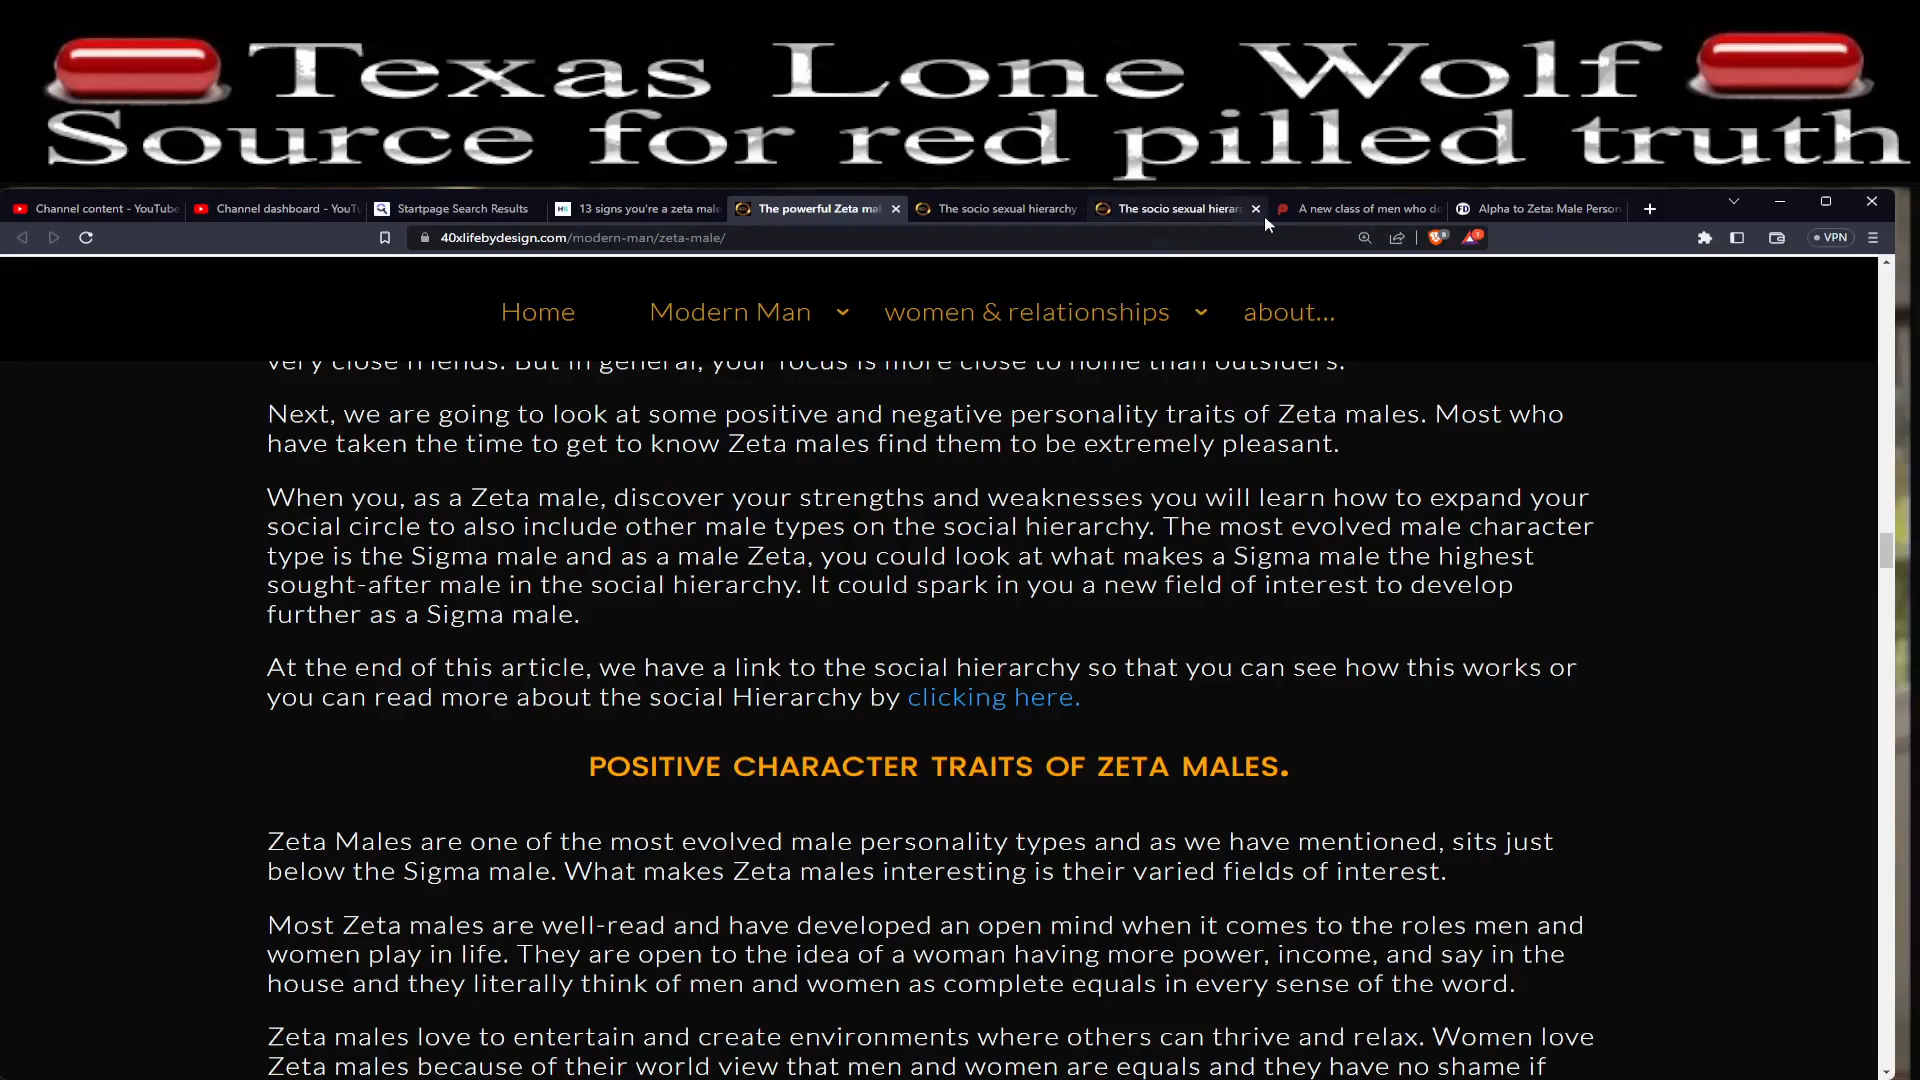 Texas Lone Wolf
Source for red pilled truth
Channel content - YouTube
Channel dashboard - YouTu
Startpage Search Results
HS
13 signs you're a zeta male
The powerful Zeta mal
The socio sexual hierarchy
The socio sexual hierar
A new class of men who do
FD
Alpha to Zeta: Male Person
40xlifebydesign.com/modern-man/zeta-male/
8
1
VPN
Home
Modern Man
women & relationships
about...
very close friends. But in general, your focus is more close to home than outsiders.
Next, we are going to look at some positive and negative personality traits of Zeta males. Most who
have taken the time to get to know Zeta males find them to be extremely pleasant.
When you, as a Zeta male, discover your strengths and weaknesses you will learn how to expand your
social circle to also include other male types on the social hierarchy. The most evolved male character
type is the Sigma male and as a male Zeta, you could look at what makes a Sigma male the highest
sought-after male in the social hierarchy. It could spark in you a new field of interest to develop
further as a Sigma male.
At the end of this article, we have a link to the social hierarchy so that you can see how this works or
you can read more about the social Hierarchy by clicking here.
POSITIVE CHARACTER TRAITS OF ZETA MALES.
Zeta Males are one of the most evolved male personality types and as we have mentioned, sits just
below the Sigma male. What makes Zeta males interesting is their varied fields of interest.
Most Zeta males are well-read and have developed an open mind when it comes to the roles men and
women play in life. They are open to the idea of a woman having more power, income, and say in the
house and they literally think of men and women as complete equals in every sense of the word.
Zeta males love to entertain and create environments where others can thrive and relax. Women love
Zeta males because of their world view that men and women are equals and they have no shame if